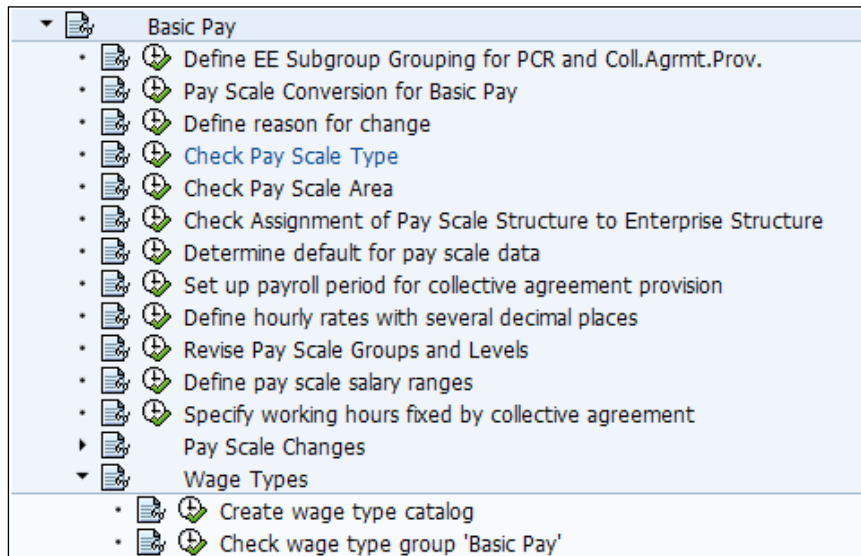 Basic Pay
Define EE Subgroup Grouping for PCR and Coll.Agrmt.Prov.
Pay Scale Conversion for Basic Pay
Define reason for change
Check Pay Scale Type
Check Pay Scale Area
Check Assignment of Pay Scale Structure to Enterprise Structure
Determine default for pay scale data
Set up payroll period for collective agreement provision
Define hourly rates with several decimal places
Revise Pay Scale Groups and Levels
Define pay scale salary ranges
Specify working hours fixed by collective agreement
Pay Scale Changes
Wage Types
Create wage type catalog
Check wage type group 'Basic Pay'